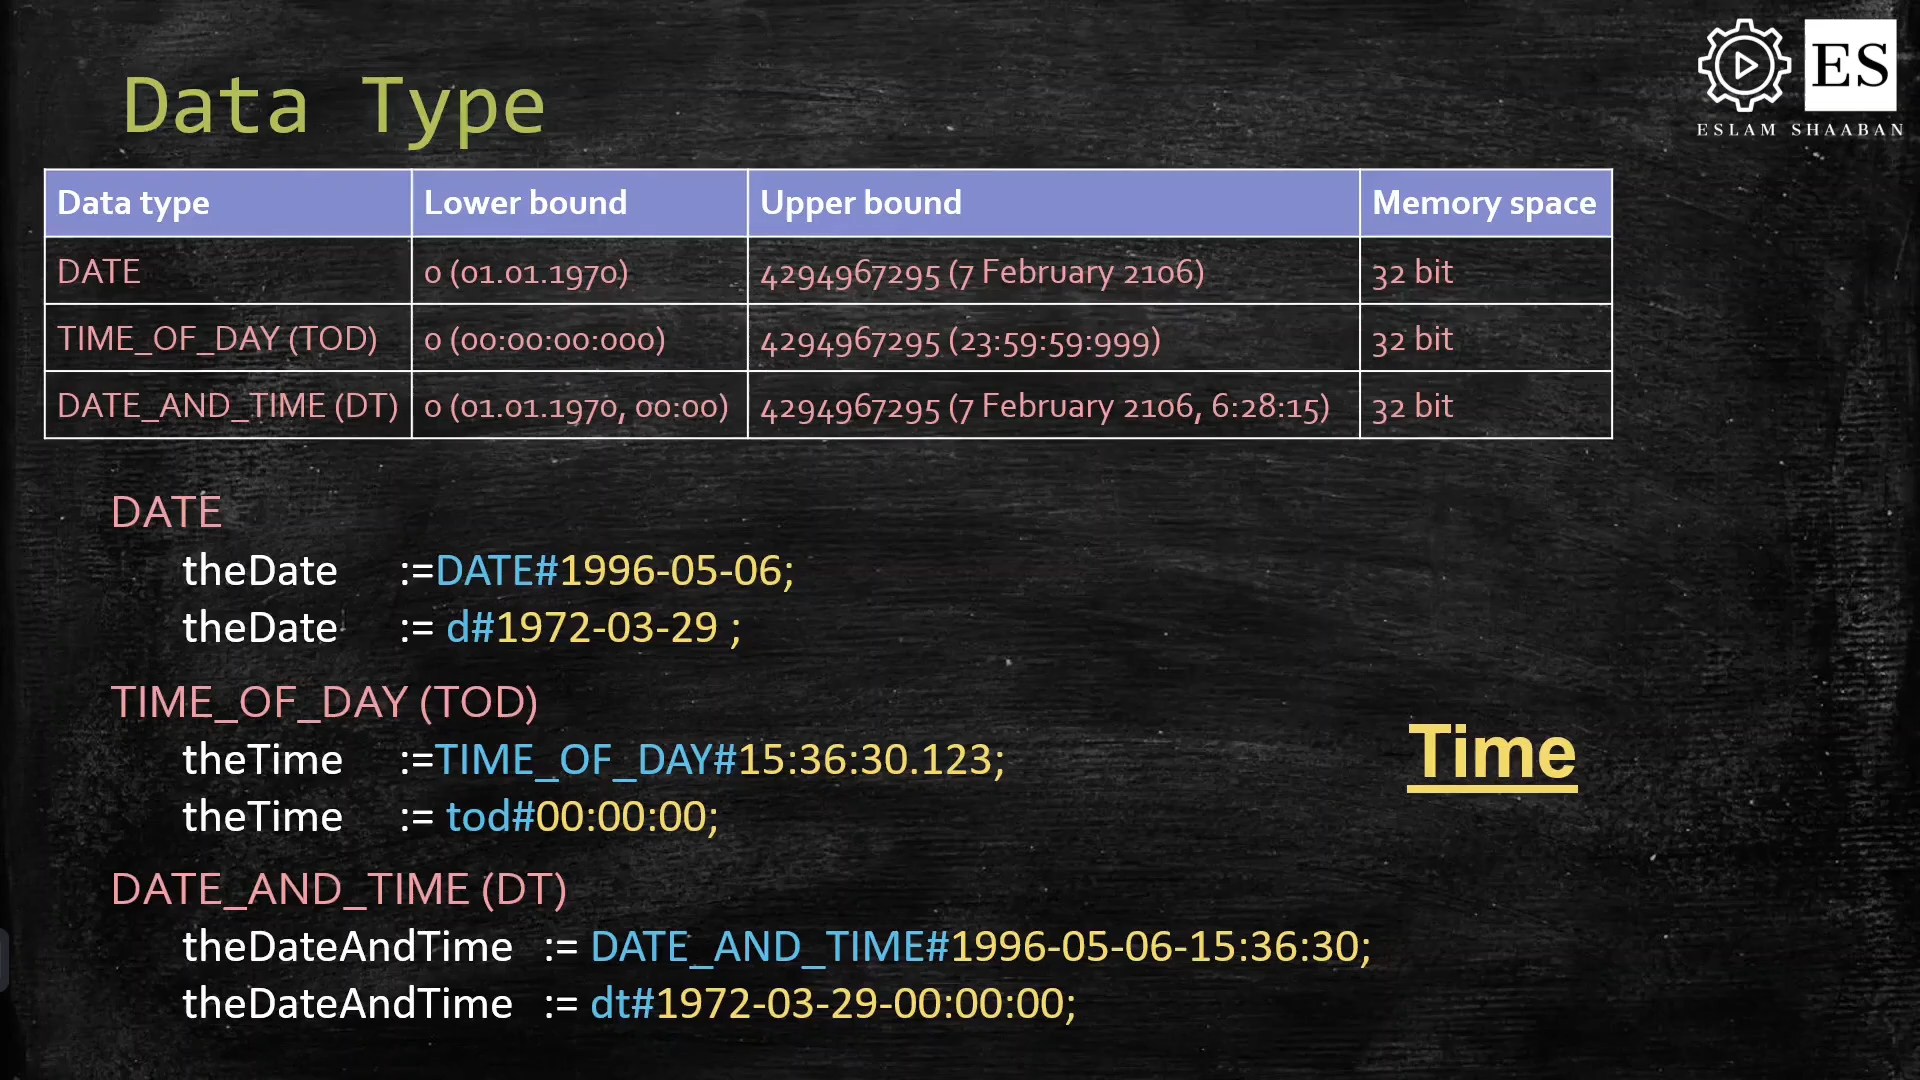 ES
ESLAM SHAABAN
Data Type
Data type Lower bound Upper bound Memory space
DATE 0 (01.01.1970) 4294967295 (7 February 2106) 32 bit
TIME_OF_DAY (TOD) 0 (00:00:00:000) 4294967295 (23:59:59:999) 32 bit
DATE_AND_TIME (DT) 0 (01.01.1970, 00:00) 4294967295 (7 February 2106, 6:28:15) 32 bit
DATE
theDate :=DATE#1996-05-06;
theDate := d#1972-03-29 ;
TIME_OF_DAY (TOD)
theTime :=TIME_OF_DAY#15:36:30.123;
theTime := tod#00:00:00;
Time
DATE_AND_TIME (DT)
theDateAndTime := DATE_AND_TIME#1996-05-06-15:36:30;
theDateAndTime := dt#1972-03-29-00:00:00;